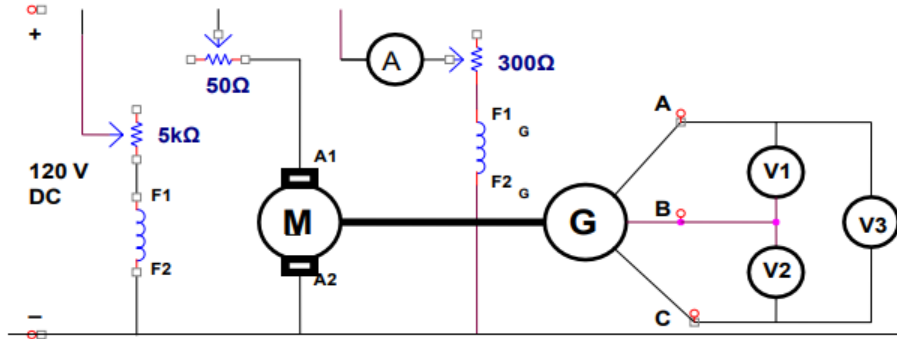 +
120 V
DC
–
5kΩ
F1
F2
50Ω
A1
M
A2
A
300Ω
F1 G
F2 G
G
A
B
C
V1
V2
V3